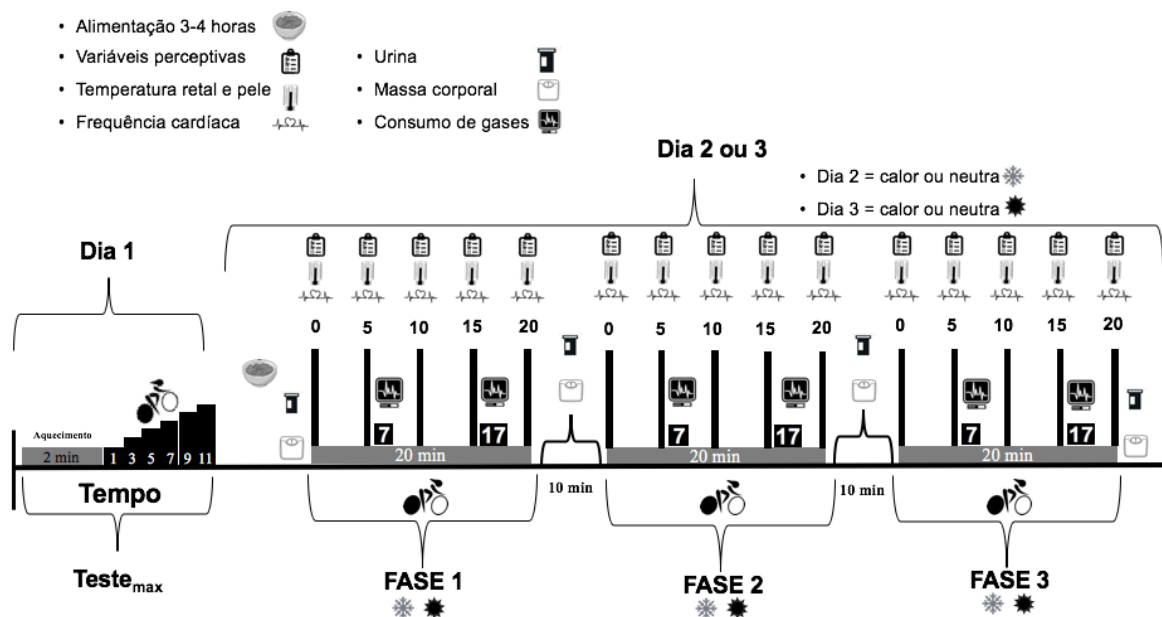 • Alimentação 3-4 horas
• Variáveis perceptivas
• Temperatura retal e pele
• Frequência cardíaca
• Urina
• Massa corporal
• Consumo de gases
Dia 2 ou 3
• Dia 2 = calor ou neutra
• Dia 3 = calor ou neutra
Dia 1
0 5 10 15 20 0 5 10 15 20 0 5 10 15 20
Aquecimento
7 17 7 17 7 17
2 min 1 3 5 7 9 11
20 min 20 min 20 min
Tempo
10 min 10 min
Teste max
FASE 1 FASE 2 FASE 3